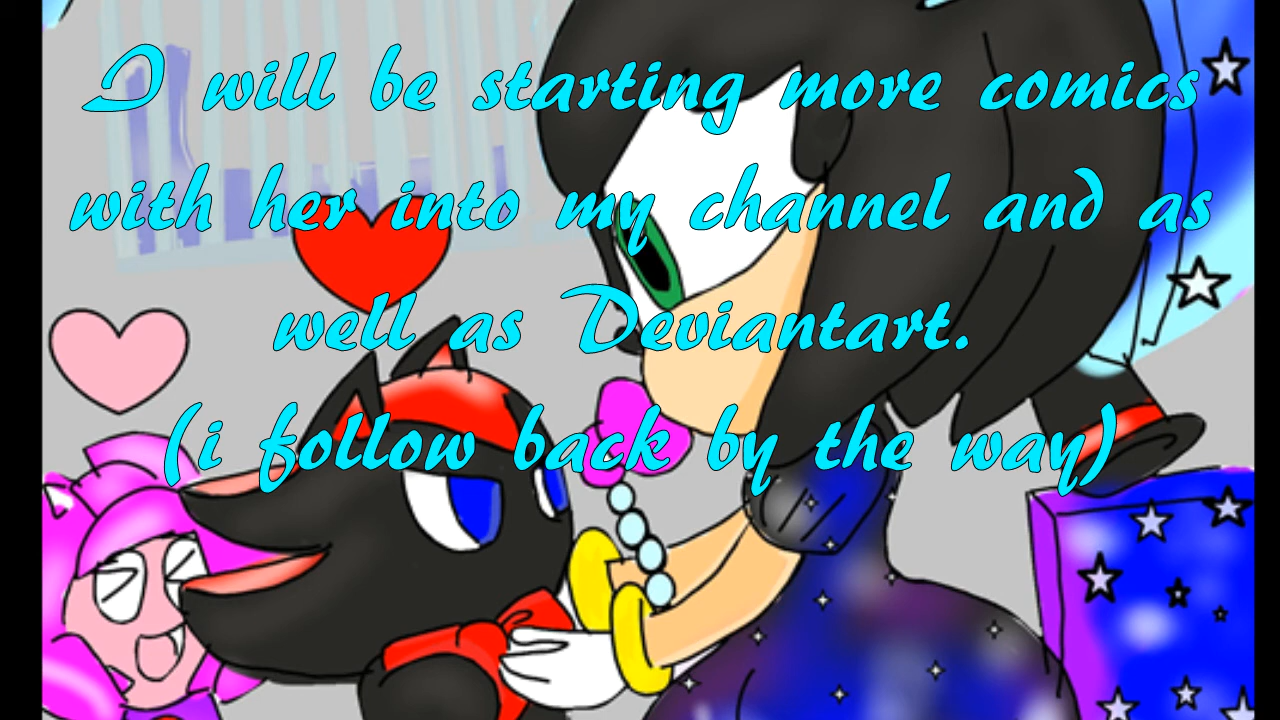 I will be starting more comics
with her into my channel and as
well as Deviantart.
(i follow back by the way)